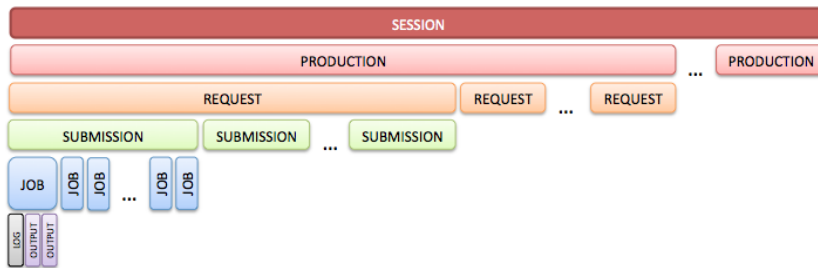 SESSION
PRODUCTION ... PRODUCTION
REQUEST REQUEST ... REQUEST
SUBMISSION SUBMISSION ... SUBMISSION
JOB JOB JOB ... JOB JOB
LOG OUTPUT OUTPUT